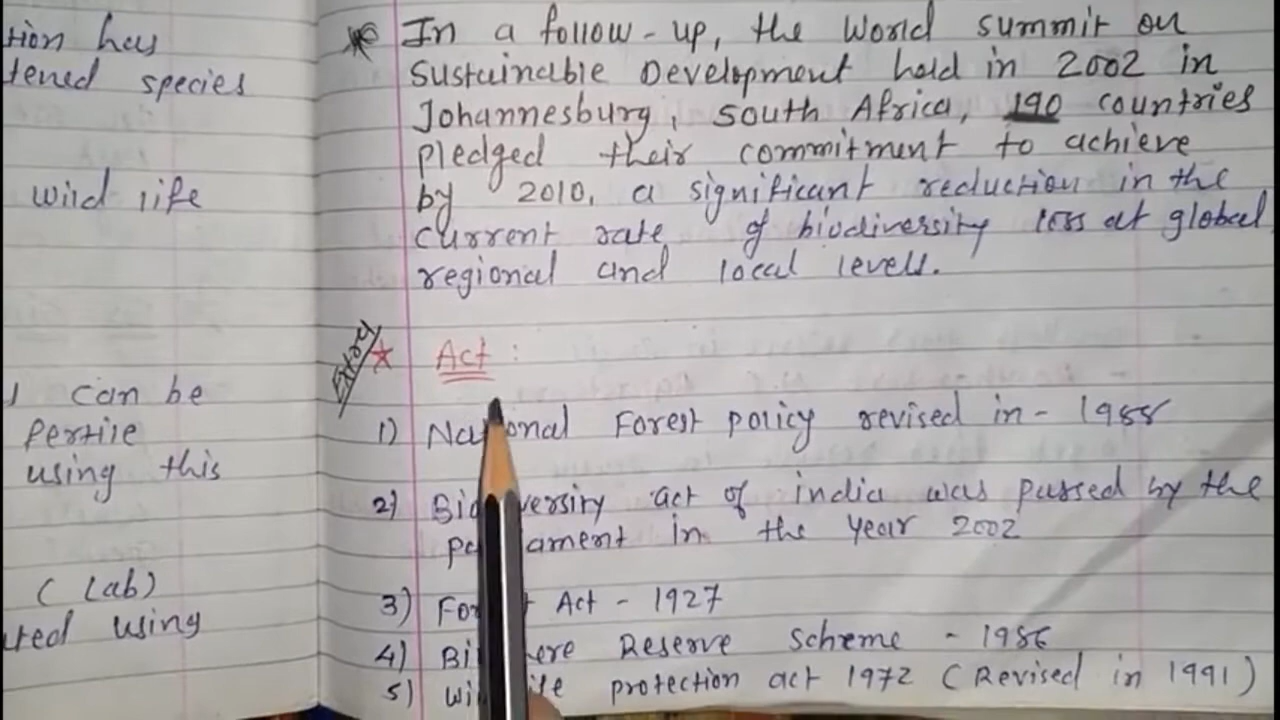 tion has
tened species
wild life
can be
Fertile
using this
(Lab)
using
In a follow-up, the World summit on
Sustainable Development held in 2002 in
Johannesburg, South Africa, 190 countries
pledged their commitment to achieve
by 2010, a significant reduction in the
current rate of biodiversity loss at global
regional and local levels.
Extra
* Act :
1) National Forest policy revised in - 1988
2) Biodiversity act of india was passed by the
parliament in the year 2002
3) Forest Act - 1927
4) Biosphere Reserve Scheme - 1986
5) Wildlife protection act 1972 (Revised in 1991)